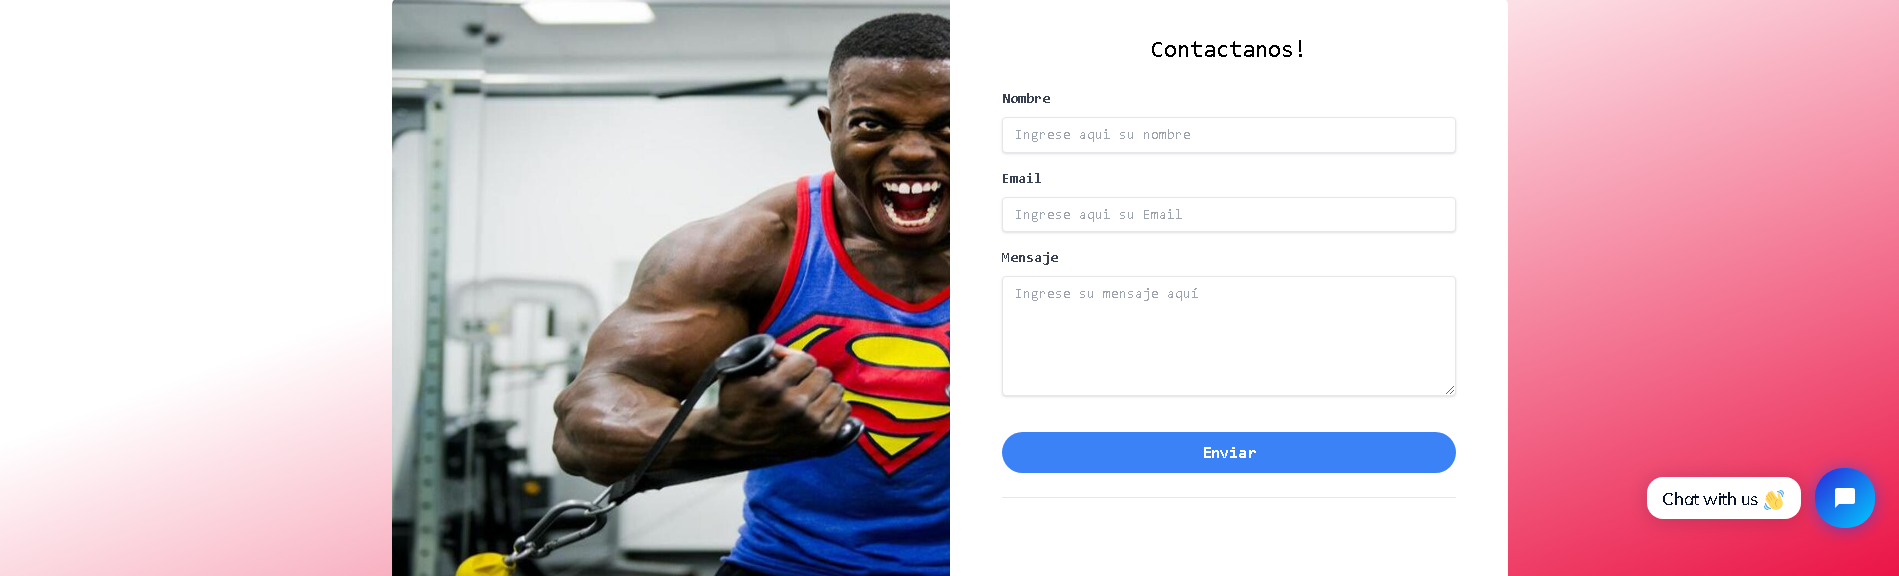 Contactanos!
Nombre
Ingrese aqui su nombre
Email
Ingrese aqui su Email
Mensaje
Ingrese su mensaje aquí
Enviar
Chat with us 👋